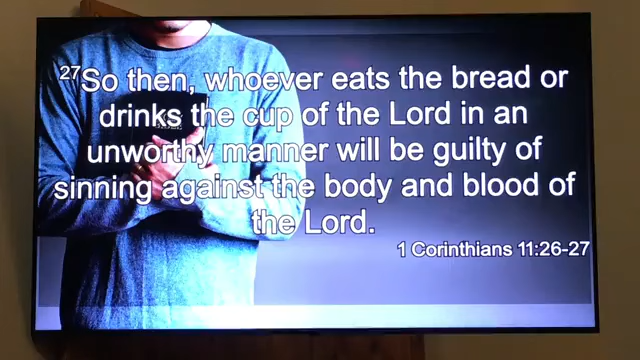 27So then, whoever eats the bread or
drinks the cup of the Lord in an
unworthy manner will be guilty of
sinning against the body and blood of
the Lord.
1 Corinthians 11:26-27